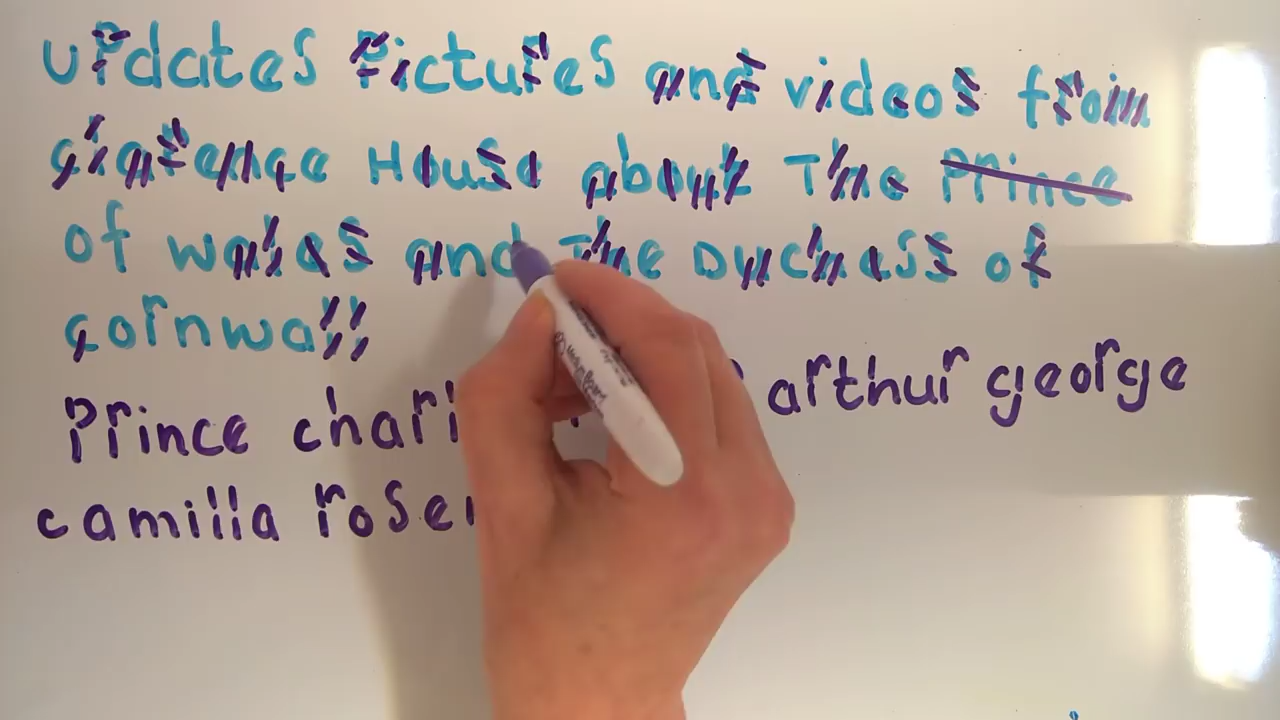 updates Pictures and videos from
clarence House about The Prince
of wales and The Duchess of
cornwall
Prince charl arthur george
camilla rose